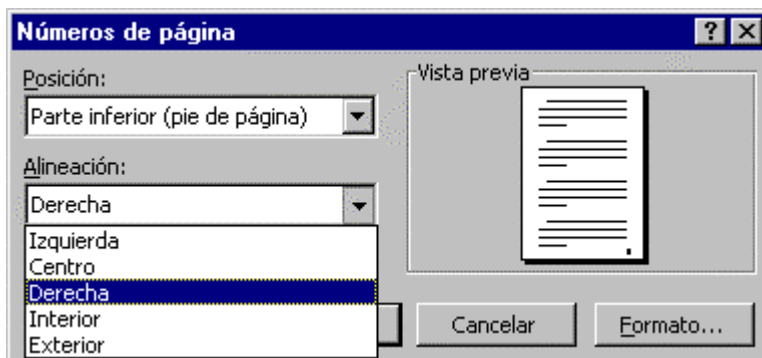 Números de página
Posición:
Parte inferior (pie de página)
Alineación:
Derecha
Izquierda
Centro
Derecha
Interior
Exterior
Vista previa
Cancelar
Formato...